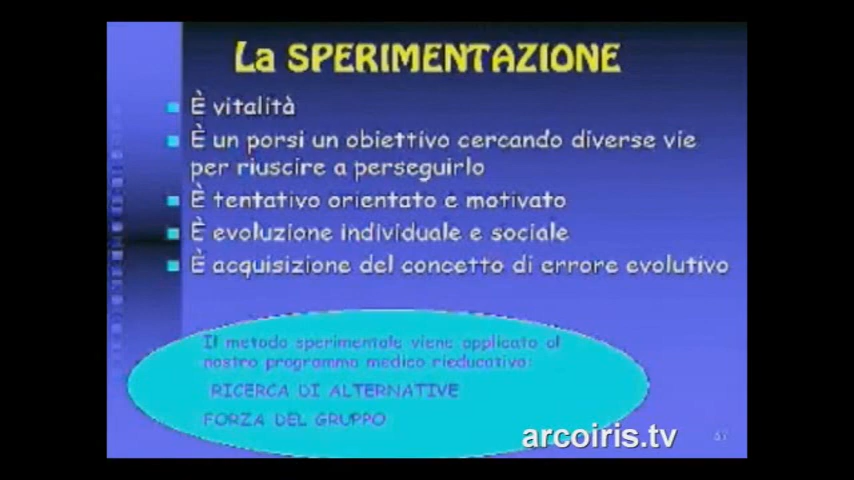 La SPERIMENTAZIONE
È vitalità
È un porsi un obiettivo cercando diverse vie
per riuscire a perseguirlo
È tentativo orientato e motivato
È evoluzione individuale e sociale
È acquisizione del concetto di errore evolutivo
Il metodo sperimentale viene applicato al
nostro programma medico rieducativo:
RICERCA DI ALTERNATIVE
FORZA DEL GRUPPO
arcoiris.tv